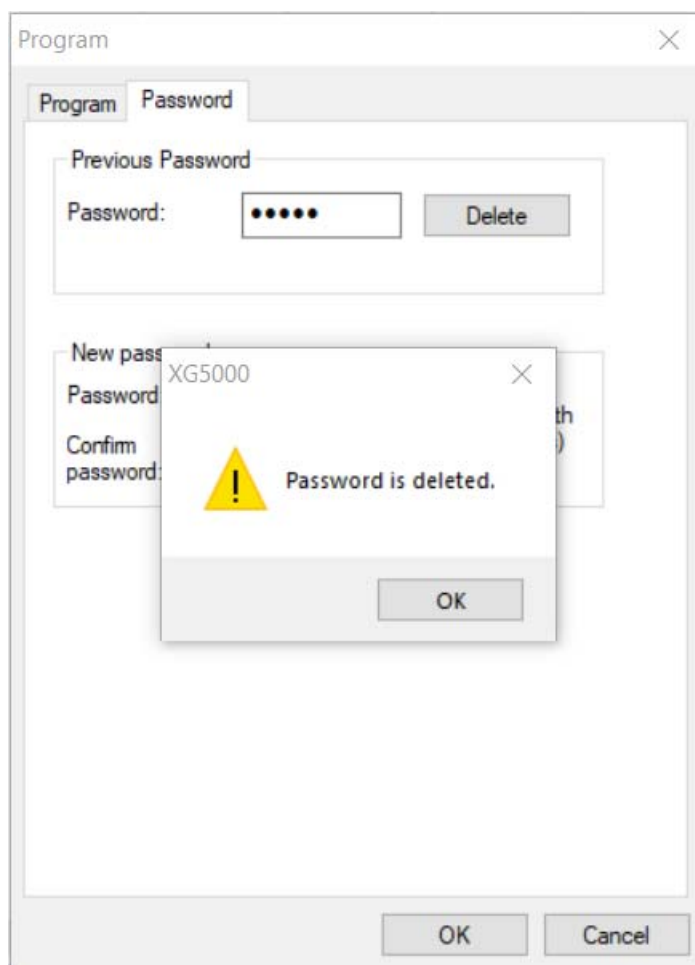 Program
Program Password
Previous Password
Password: ••••• Delete
New pass
XG5000
Password
th
Confirm
)
password:
! Password is deleted.
OK
OK Cancel